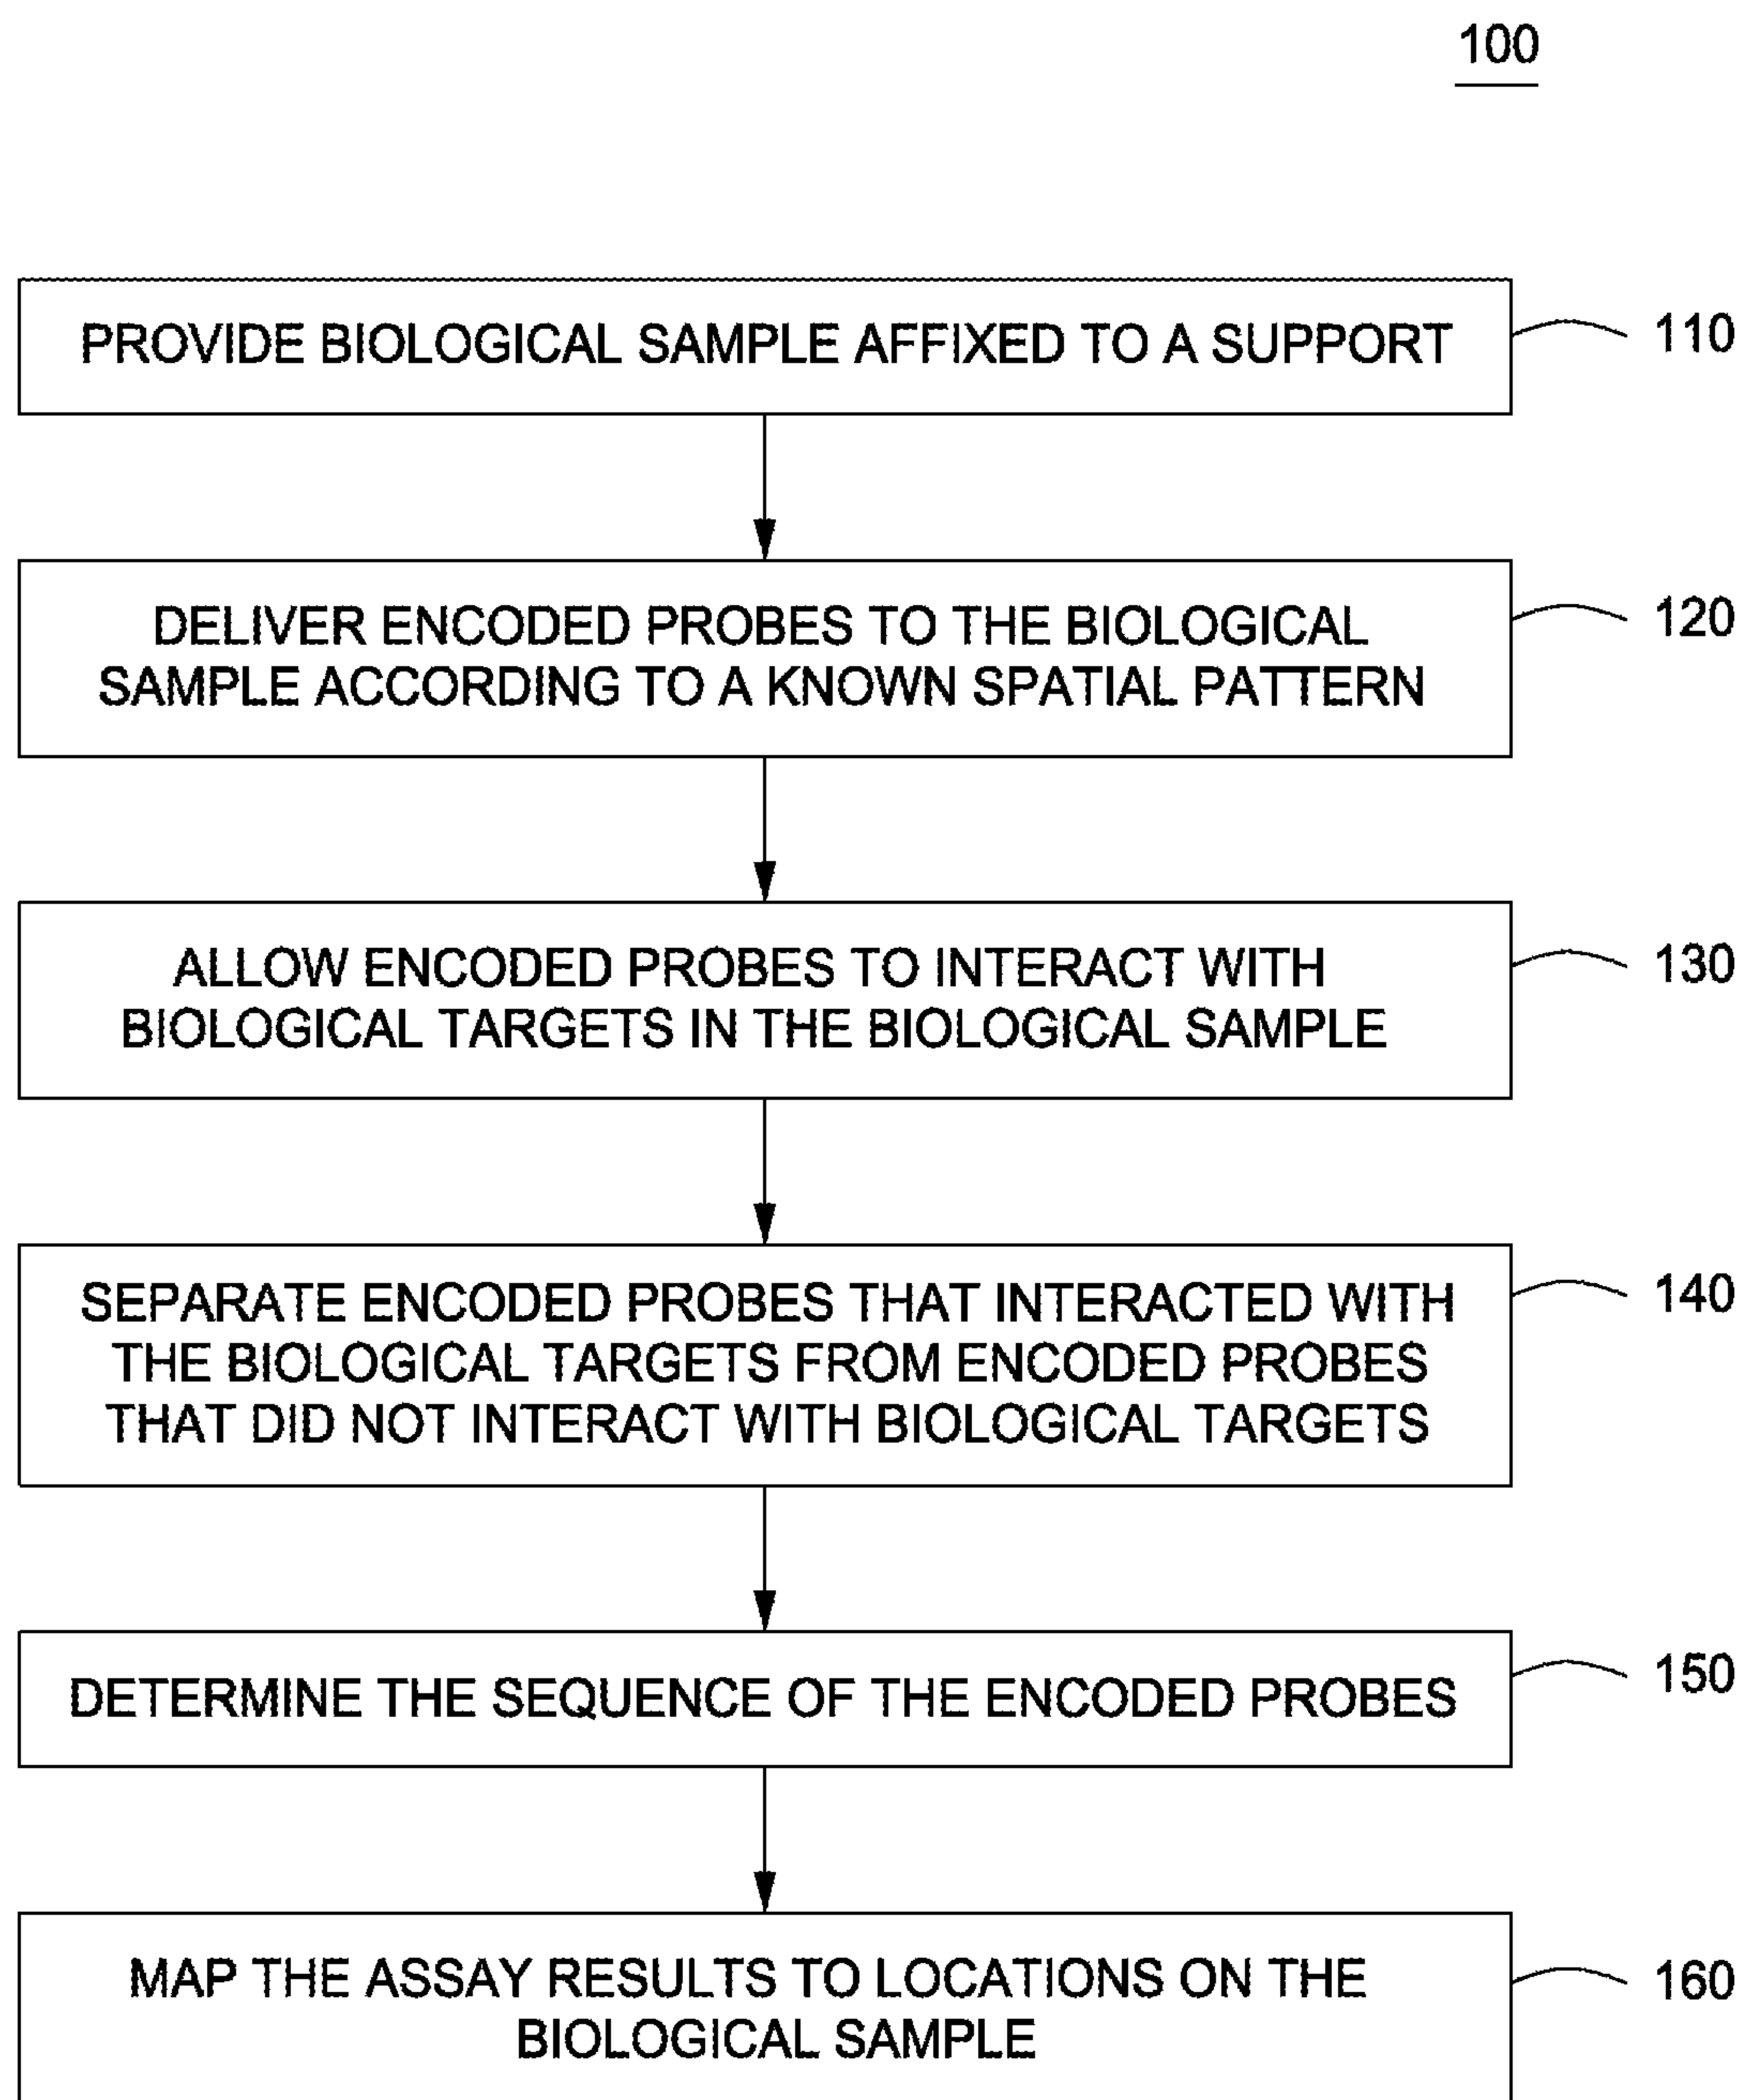 100
PROVIDE BIOLOGICAL SAMPLE AFFIXED TO A SUPPORT
110
DELIVER ENCODED PROBES TO THE BIOLOGICAL
SAMPLE ACCORDING TO A KNOWN SPATIAL PATTERN
120
ALLOW ENCODED PROBES TO INTERACT WITH
BIOLOGICAL TARGETS IN THE BIOLOGICAL SAMPLE
130
SEPARATE ENCODED PROBES THAT INTERACTED WITH
THE BIOLOGICAL TARGETS FROM ENCODED PROBES
THAT DID NOT INTERACT WITH BIOLOGICAL TARGETS
140
DETERMINE THE SEQUENCE OF THE ENCODED PROBES
150
MAP THE ASSAY RESULTS TO LOCATIONS ON THE
BIOLOGICAL SAMPLE
160